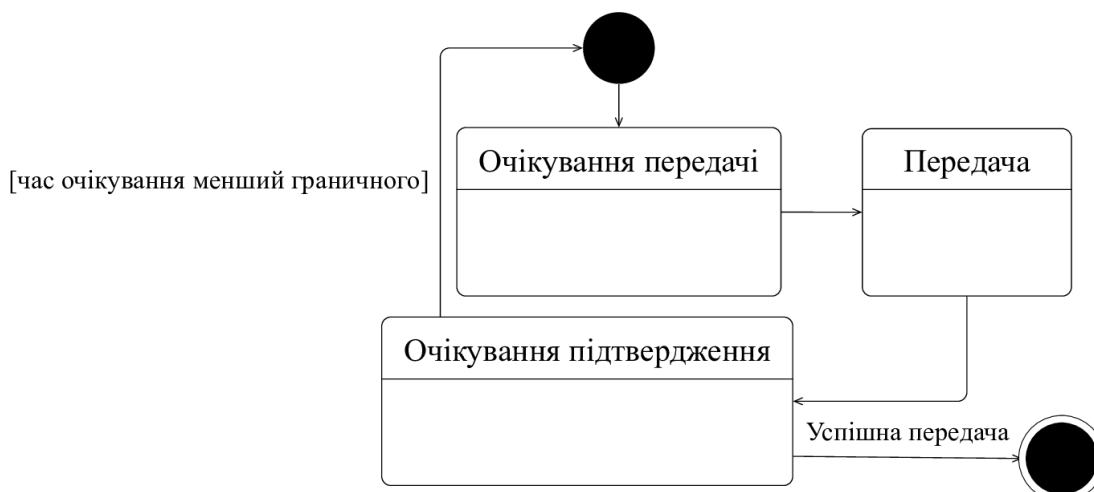 Очікування передачі
Передача
[час очікування менший граничного]
Очікування підтвердження
Успішна передача